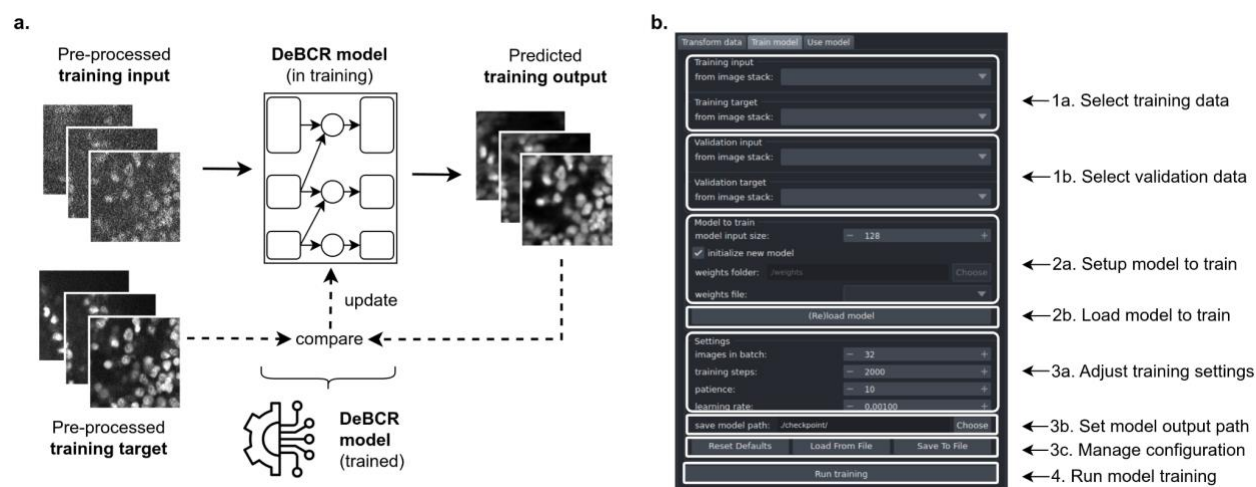 a.
Pre-processed
training input
DeBCR model
(in training)
Predicted
training output
update
compare
Pre-processed
training target
DeBCR
model
(trained)
b.
Transform data Train model Use model
Training input
from image stack:
Training target
from image stack:
1a. Select training data
Validation input
from image stack:
Validation target
from image stack:
1b. Select validation data
Model to train
model input size: − 128 +
initialize new model
weights folder: ./weights Choose
weights file:
2a. Setup model to train
(Re)load model
2b. Load model to train
Settings
images in batch: − 32 +
training steps: − 2000 +
patience: − 10 +
learning rate: − 0.00100 +
3a. Adjust training settings
save model path: ./checkpoint/ Choose
3b. Set model output path
Reset Defaults Load From File Save To File
3c. Manage configuration
Run training
4. Run model training